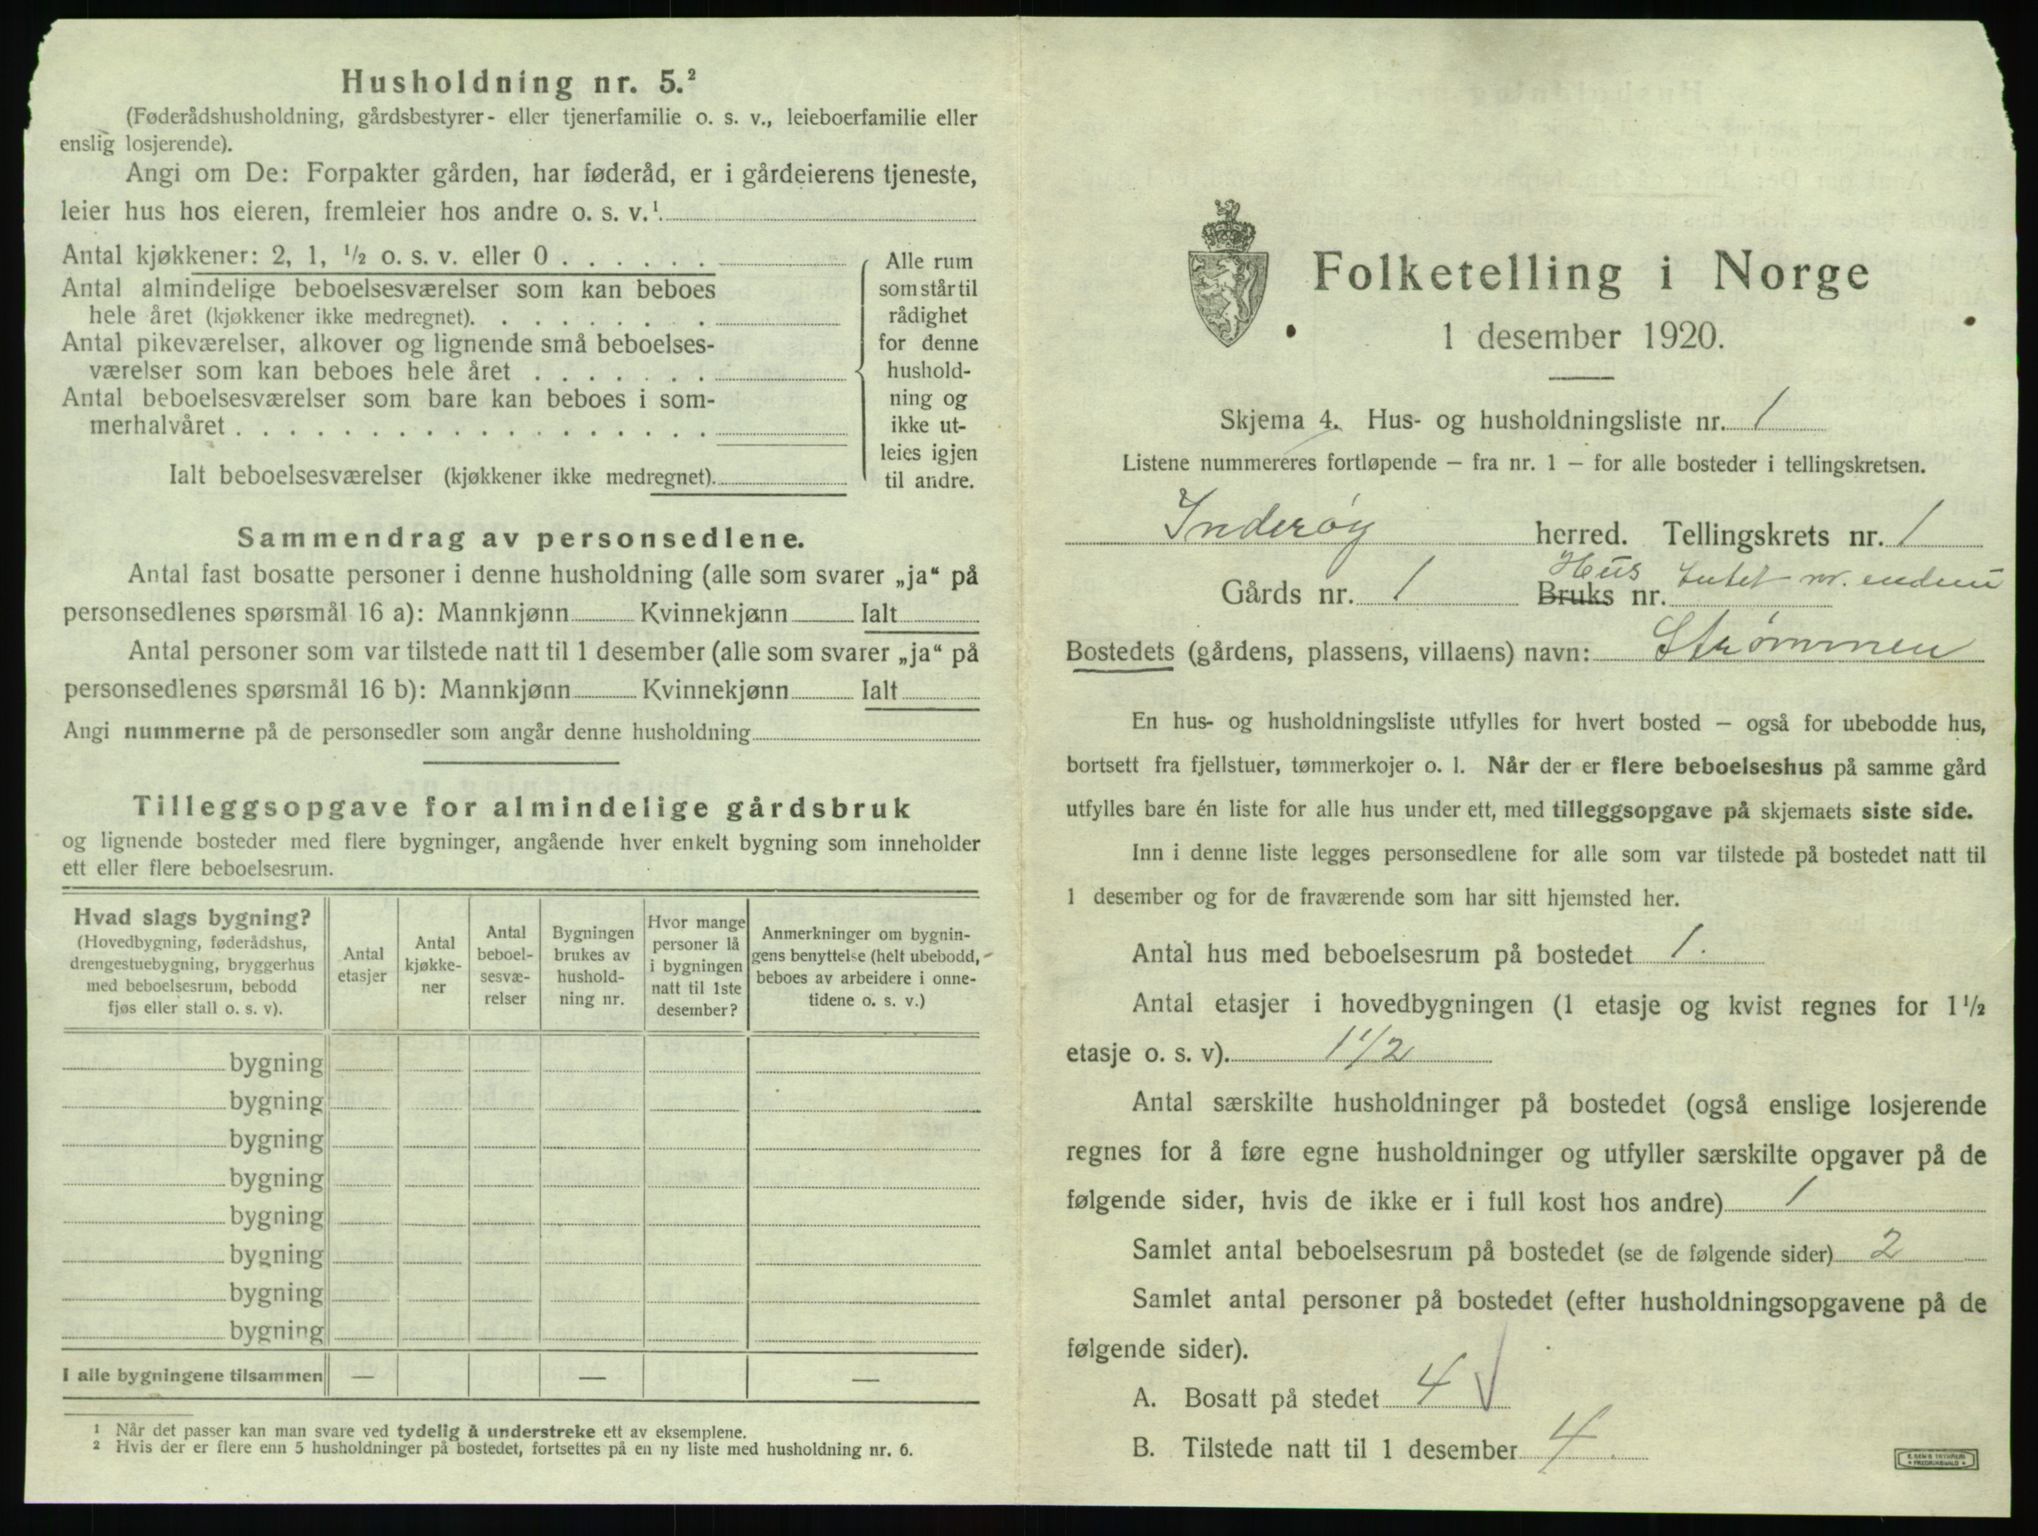 Husholdning nr. 5.²
(Føderådshusholdning, gårdsbestyrer- eller tjenerfamilie o. s. v., leieboerfamilie eller
enslig losjerende).
Angi om De: Forpakter gården, har føderåd, er i gårdeierens tjeneste,
leier hus hos eieren, fremleier hos andre o. s. v.¹
Antal kjøkkener: 2, 1, ½ o. s. v. eller 0 . . . . . .
Antal almindelige beboelsesværelser som kan beboes
hele året (kjøkkener ikke medregnet). . . . . . . . .
Antal pikeværelser, alkover og lignende små beboelses-
værelser som kan beboes hele året . . . . . . .
Antal beboelsesværelser som bare kan beboes i som-
merhalvåret . . . . . . . . . . . . . . . . . .
Ialt beboelsesværelser (kjøkkener ikke medregnet).
Alle rum
som står til
rådighet
for denne
hushold-
ning og
ikke ut-
leies igjen
til andre.
Sammendrag av personsedlene.
Antal fast bosatte personer i denne husholdning (alle som svarer „ja“ på
personsedlenes spørsmål 16 a): Mannkjønn Kvinnekjønn Ialt
Antal personer som var tilstede natt til 1 desember (alle som svarer „ja“ på
personsedlenes spørsmål 16 b): Mannkjønn Kvinnekjønn Ialt
Angi nummerne på de personsedler som angår denne husholdning
Tilleggsopgave for almindelige gårdsbruk
og lignende bosteder med flere bygninger, angående hver enkelt bygning som inneholder
ett eller flere beboelsesrum.
Hvad slags bygning?
(Hovedbygning, føderådshus,
drengestuebygning, bryggerhus
med beboelsesrum, bebodd
fjøs eller stall o. s. v).
Antal
etasjer
Antal
kjøkke-
ner
Antal
beboel-
sesvæ-
relser
Bygningen
brukes av
hushold-
ning nr.
Hvor mange
personer lå
i bygningen
natt til 1ste
desember?
Anmerkninger om bygnin-
gens benyttelse (helt ubebodd,
beboes av arbeidere i onne-
tidene o. s. v.)
bygning
bygning
bygning
bygning
bygning
bygning
bygning
bygning
I alle bygningene tilsammen — — —
¹ Når det passer kan man svare ved tydelig å understreke ett av eksemplene.
² Hvis der er flere enn 5 husholdninger på bostedet, fortsettes på en ny liste med husholdning nr. 6.
Folketelling i Norge
1 desember 1920.
Skjema 4. Hus- og husholdningsliste nr. 1
Listene nummereres fortløpende – fra nr. 1 – for alle bosteder i tellingskretsen.
Inderøy herred. Tellingskrets nr. 1
Gårds nr. 1 Hus Bruks nr. Intet nr. endnu
Bostedets (gårdens, plassens, villaens) navn: Strømmen
En hus- og husholdningsliste utfylles for hvert bosted – også for ubebodde hus,
bortsett fra fjellstuer, tømmerkojer o. l. Når der er flere beboelseshus på samme gård
utfylles bare én liste for alle hus under ett, med tilleggsopgave på skjemaets siste side.
Inn i denne liste legges personsedlene for alle som var tilstede på bostedet natt til
1 desember og for de fraværende som har sitt hjemsted her.
Antal hus med beboelsesrum på bostedet 1.
Antal etasjer i hovedbygningen (1 etasje og kvist regnes for 1½
etasje o. s. v). 1 1/2
Antal særskilte husholdninger på bostedet (også enslige losjerende
regnes for å føre egne husholdninger og utfyller særskilte opgaver på de
følgende sider, hvis de ikke er i full kost hos andre) 1
Samlet antal beboelsesrum på bostedet (se de følgende sider) 2
Samlet antal personer på bostedet (efter husholdningsopgavene på de
følgende sider).
A. Bosatt på stedet 4
B. Tilstede natt til 1 desember 4